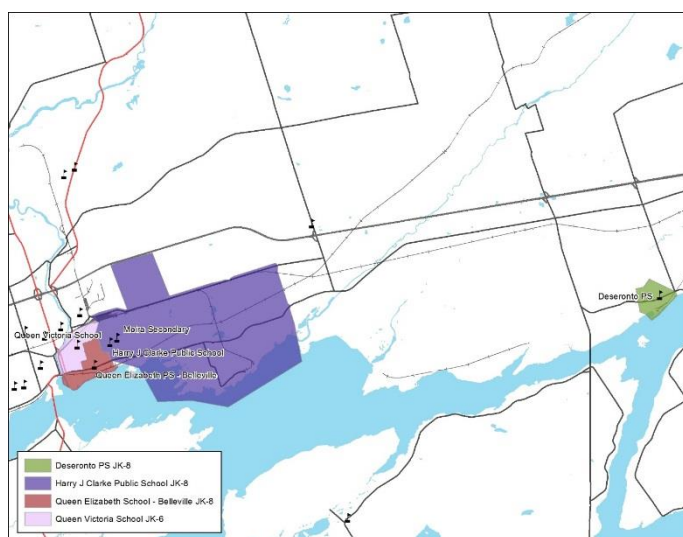 Deseronto PS
Queen Victoria School
Moira Secondary
Harry J Clarke Public School
Queen Elizabeth PS - Belleville
Deseronto PS JK-8
Harry J Clarke Public School JK-8
Queen Elizabeth School - Belleville JK-8
Queen Victoria School JK-6